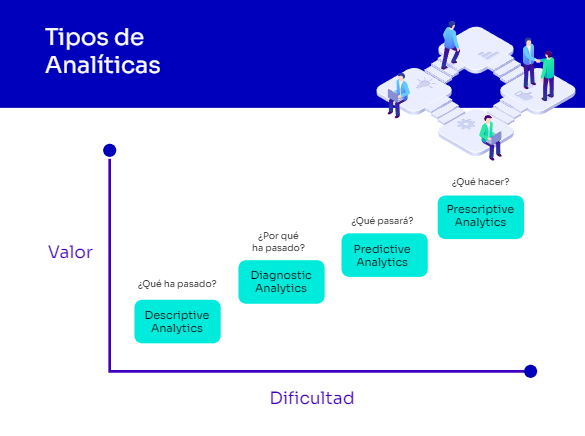 Tipos de
Analíticas
¿Qué hacer?
Prescriptive
Analytics
¿Qué pasará?
Predictive
Analytics
¿Por qué
ha pasado?
Diagnostic
Analytics
¿Qué ha pasado?
Descriptive
Analytics
Valor
Dificultad